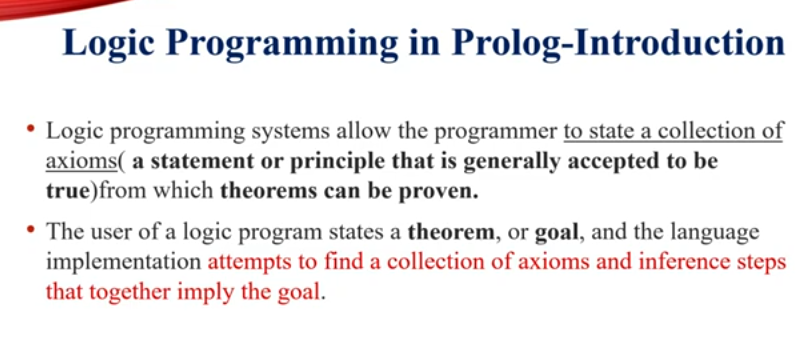 Logic Programming in Prolog-Introduction
• Logic programming systems allow the programmer to state a collection of
axioms( a statement or principle that is generally accepted to be
true)from which theorems can be proven.
• The user of a logic program states a theorem, or goal, and the language
implementation attempts to find a collection of axioms and inference steps
that together imply the goal.